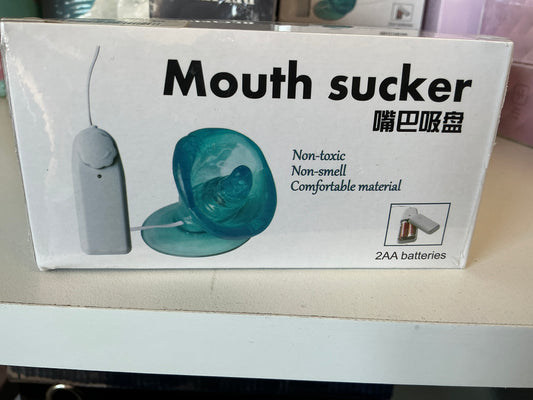 Mouth sucker
嘴巴吸盘
Non-toxic
Non-smell
Comfortable material
2AA batteries